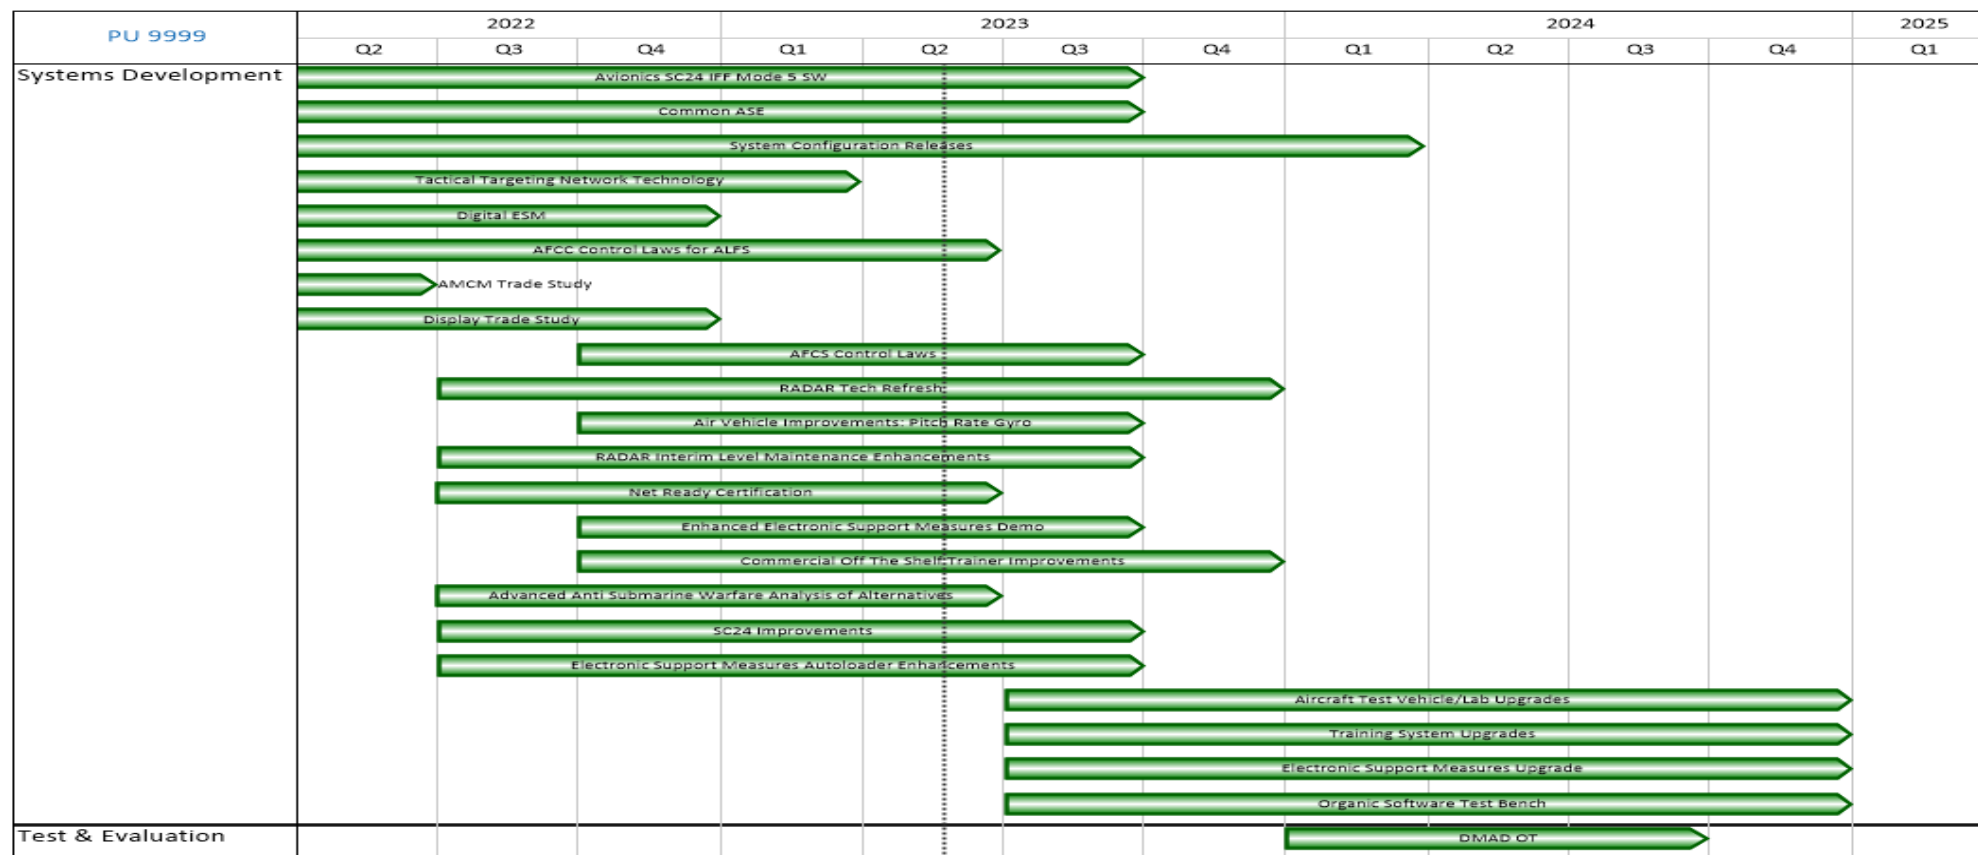 PU 9999
2022 2023 2024 2025
Q2 Q3 Q4 Q1 Q2 Q3 Q4 Q1 Q2 Q3 Q4 Q1
Systems Development
Avionics SC24 IFF Mode 5 SW
Common ASE
System Configuration Releases
Tactical Targeting Network Technology
Digital ESM
AFCC Control Laws for ALFS
AMCM Trade Study
Display Trade Study
AFCS Control Laws
RADAR Tech Refresh
Air Vehicle Improvements: Pitch Rate Gyro
RADAR Interim Level Maintenance Enhancements
Net Ready Certification
Enhanced Electronic Support Measures Demo
Commercial Off The Shelf Trainer Improvements
Advanced Anti Submarine Warfare Analysis of Alternatives
SC24 Improvements
Electronic Support Measures Autoloader Enhancements
Aircraft Test Vehicle/Lab Upgrades
Training System Upgrades
Electronic Support Measures Upgrade
Organic Software Test Bench
Test & Evaluation
DMAD OT